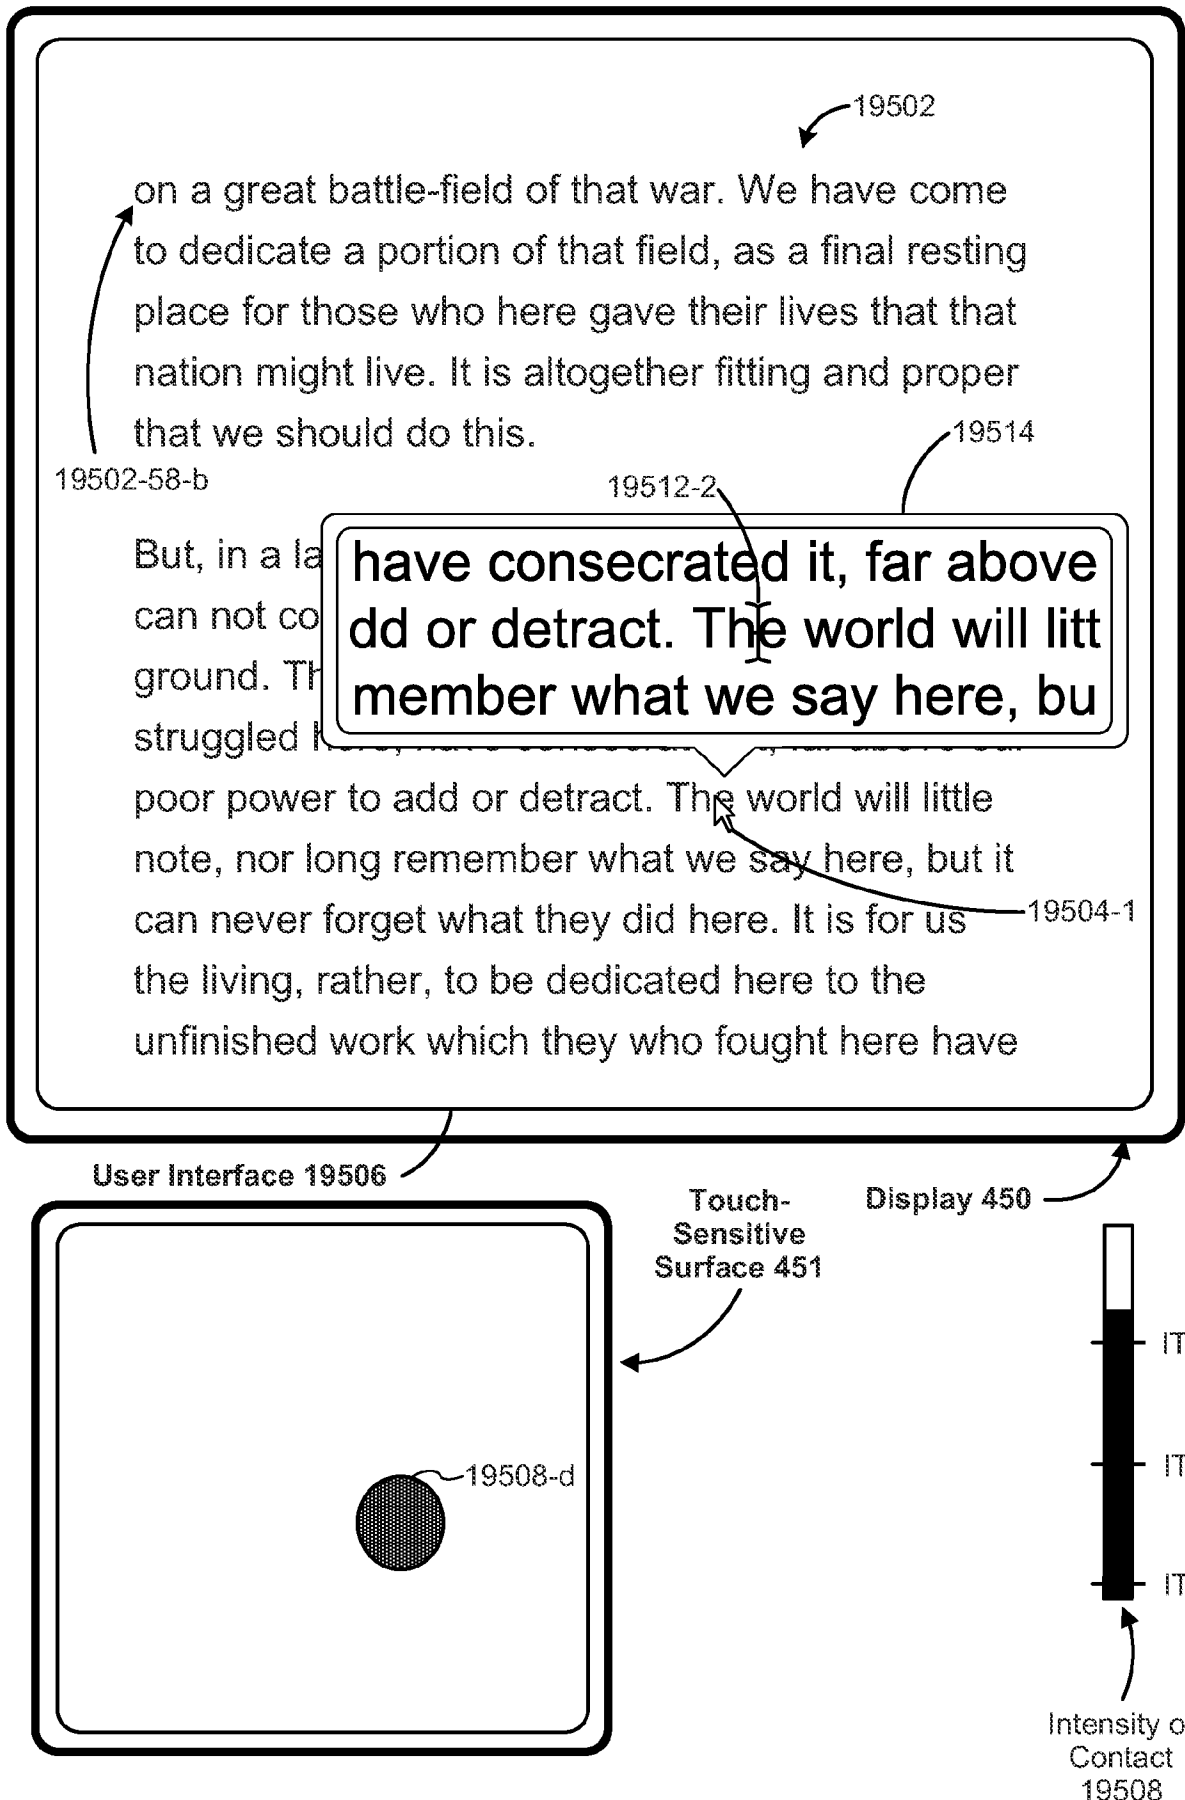 19502
on a great battle-field of that war. We have come
to dedicate a portion of that field, as a final resting
place for those who here gave their lives that that
nation might live. It is altogether fitting and proper
that we should do this.
19514
19502-58-b
19512-2
But, in a la
have consecrated it, far above
can not co
dd or detract. The world will litt
ground. Th
member what we say here, bu
struggled
poor power to add or detract. The world will little
note, nor long remember what we say here, but it
can never forget what they did here. It is for us
19504-1
the living, rather, to be dedicated here to the
unfinished work which they who fought here have
User Interface 19506
Display 450
Touch-
Sensitive
Surface 451
IT
19508-d
IT
IT
Intensity o
Contact
19508